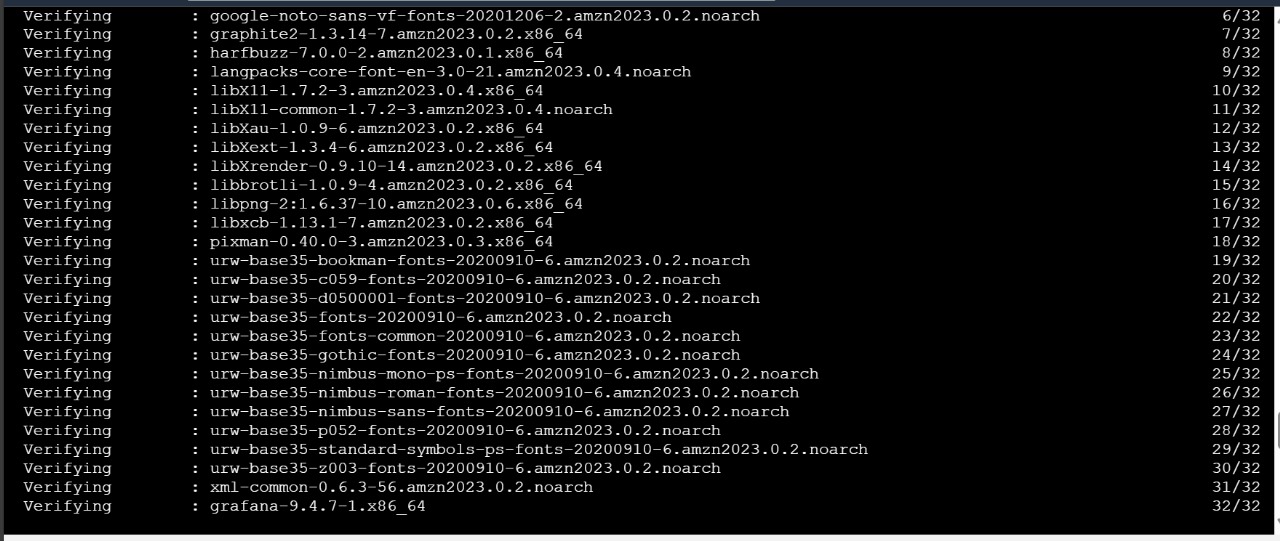 Verifying : google-noto-sans-vf-fonts-20201206-2.amzn2023.0.2.noarch 6/32
Verifying : graphite2-1.3.14-7.amzn2023.0.2.x86_64 7/32
Verifying : harfbuzz-7.0.0-2.amzn2023.0.1.x86_64 8/32
Verifying : langpacks-core-font-en-3.0-21.amzn2023.0.4.noarch 9/32
Verifying : libX11-1.7.2-3.amzn2023.0.4.x86_64 10/32
Verifying : libX11-common-1.7.2-3.amzn2023.0.4.noarch 11/32
Verifying : libXau-1.0.9-6.amzn2023.0.2.x86_64 12/32
Verifying : libXext-1.3.4-6.amzn2023.0.2.x86_64 13/32
Verifying : libXrender-0.9.10-14.amzn2023.0.2.x86_64 14/32
Verifying : libbrotli-1.0.9-4.amzn2023.0.2.x86_64 15/32
Verifying : libpng-2:1.6.37-10.amzn2023.0.6.x86_64 16/32
Verifying : libxcb-1.13.1-7.amzn2023.0.2.x86_64 17/32
Verifying : pixman-0.40.0-3.amzn2023.0.3.x86_64 18/32
Verifying : urw-base35-bookman-fonts-20200910-6.amzn2023.0.2.noarch 19/32
Verifying : urw-base35-c059-fonts-20200910-6.amzn2023.0.2.noarch 20/32
Verifying : urw-base35-d050000l-fonts-20200910-6.amzn2023.0.2.noarch 21/32
Verifying : urw-base35-fonts-20200910-6.amzn2023.0.2.noarch 22/32
Verifying : urw-base35-fonts-common-20200910-6.amzn2023.0.2.noarch 23/32
Verifying : urw-base35-gothic-fonts-20200910-6.amzn2023.0.2.noarch 24/32
Verifying : urw-base35-nimbus-mono-ps-fonts-20200910-6.amzn2023.0.2.noarch 25/32
Verifying : urw-base35-nimbus-roman-fonts-20200910-6.amzn2023.0.2.noarch 26/32
Verifying : urw-base35-nimbus-sans-fonts-20200910-6.amzn2023.0.2.noarch 27/32
Verifying : urw-base35-p052-fonts-20200910-6.amzn2023.0.2.noarch 28/32
Verifying : urw-base35-standard-symbols-ps-fonts-20200910-6.amzn2023.0.2.noarch 29/32
Verifying : urw-base35-z003-fonts-20200910-6.amzn2023.0.2.noarch 30/32
Verifying : xml-common-0.6.3-56.amzn2023.0.2.noarch 31/32
Verifying : grafana-9.4.7-1.x86_64 32/32